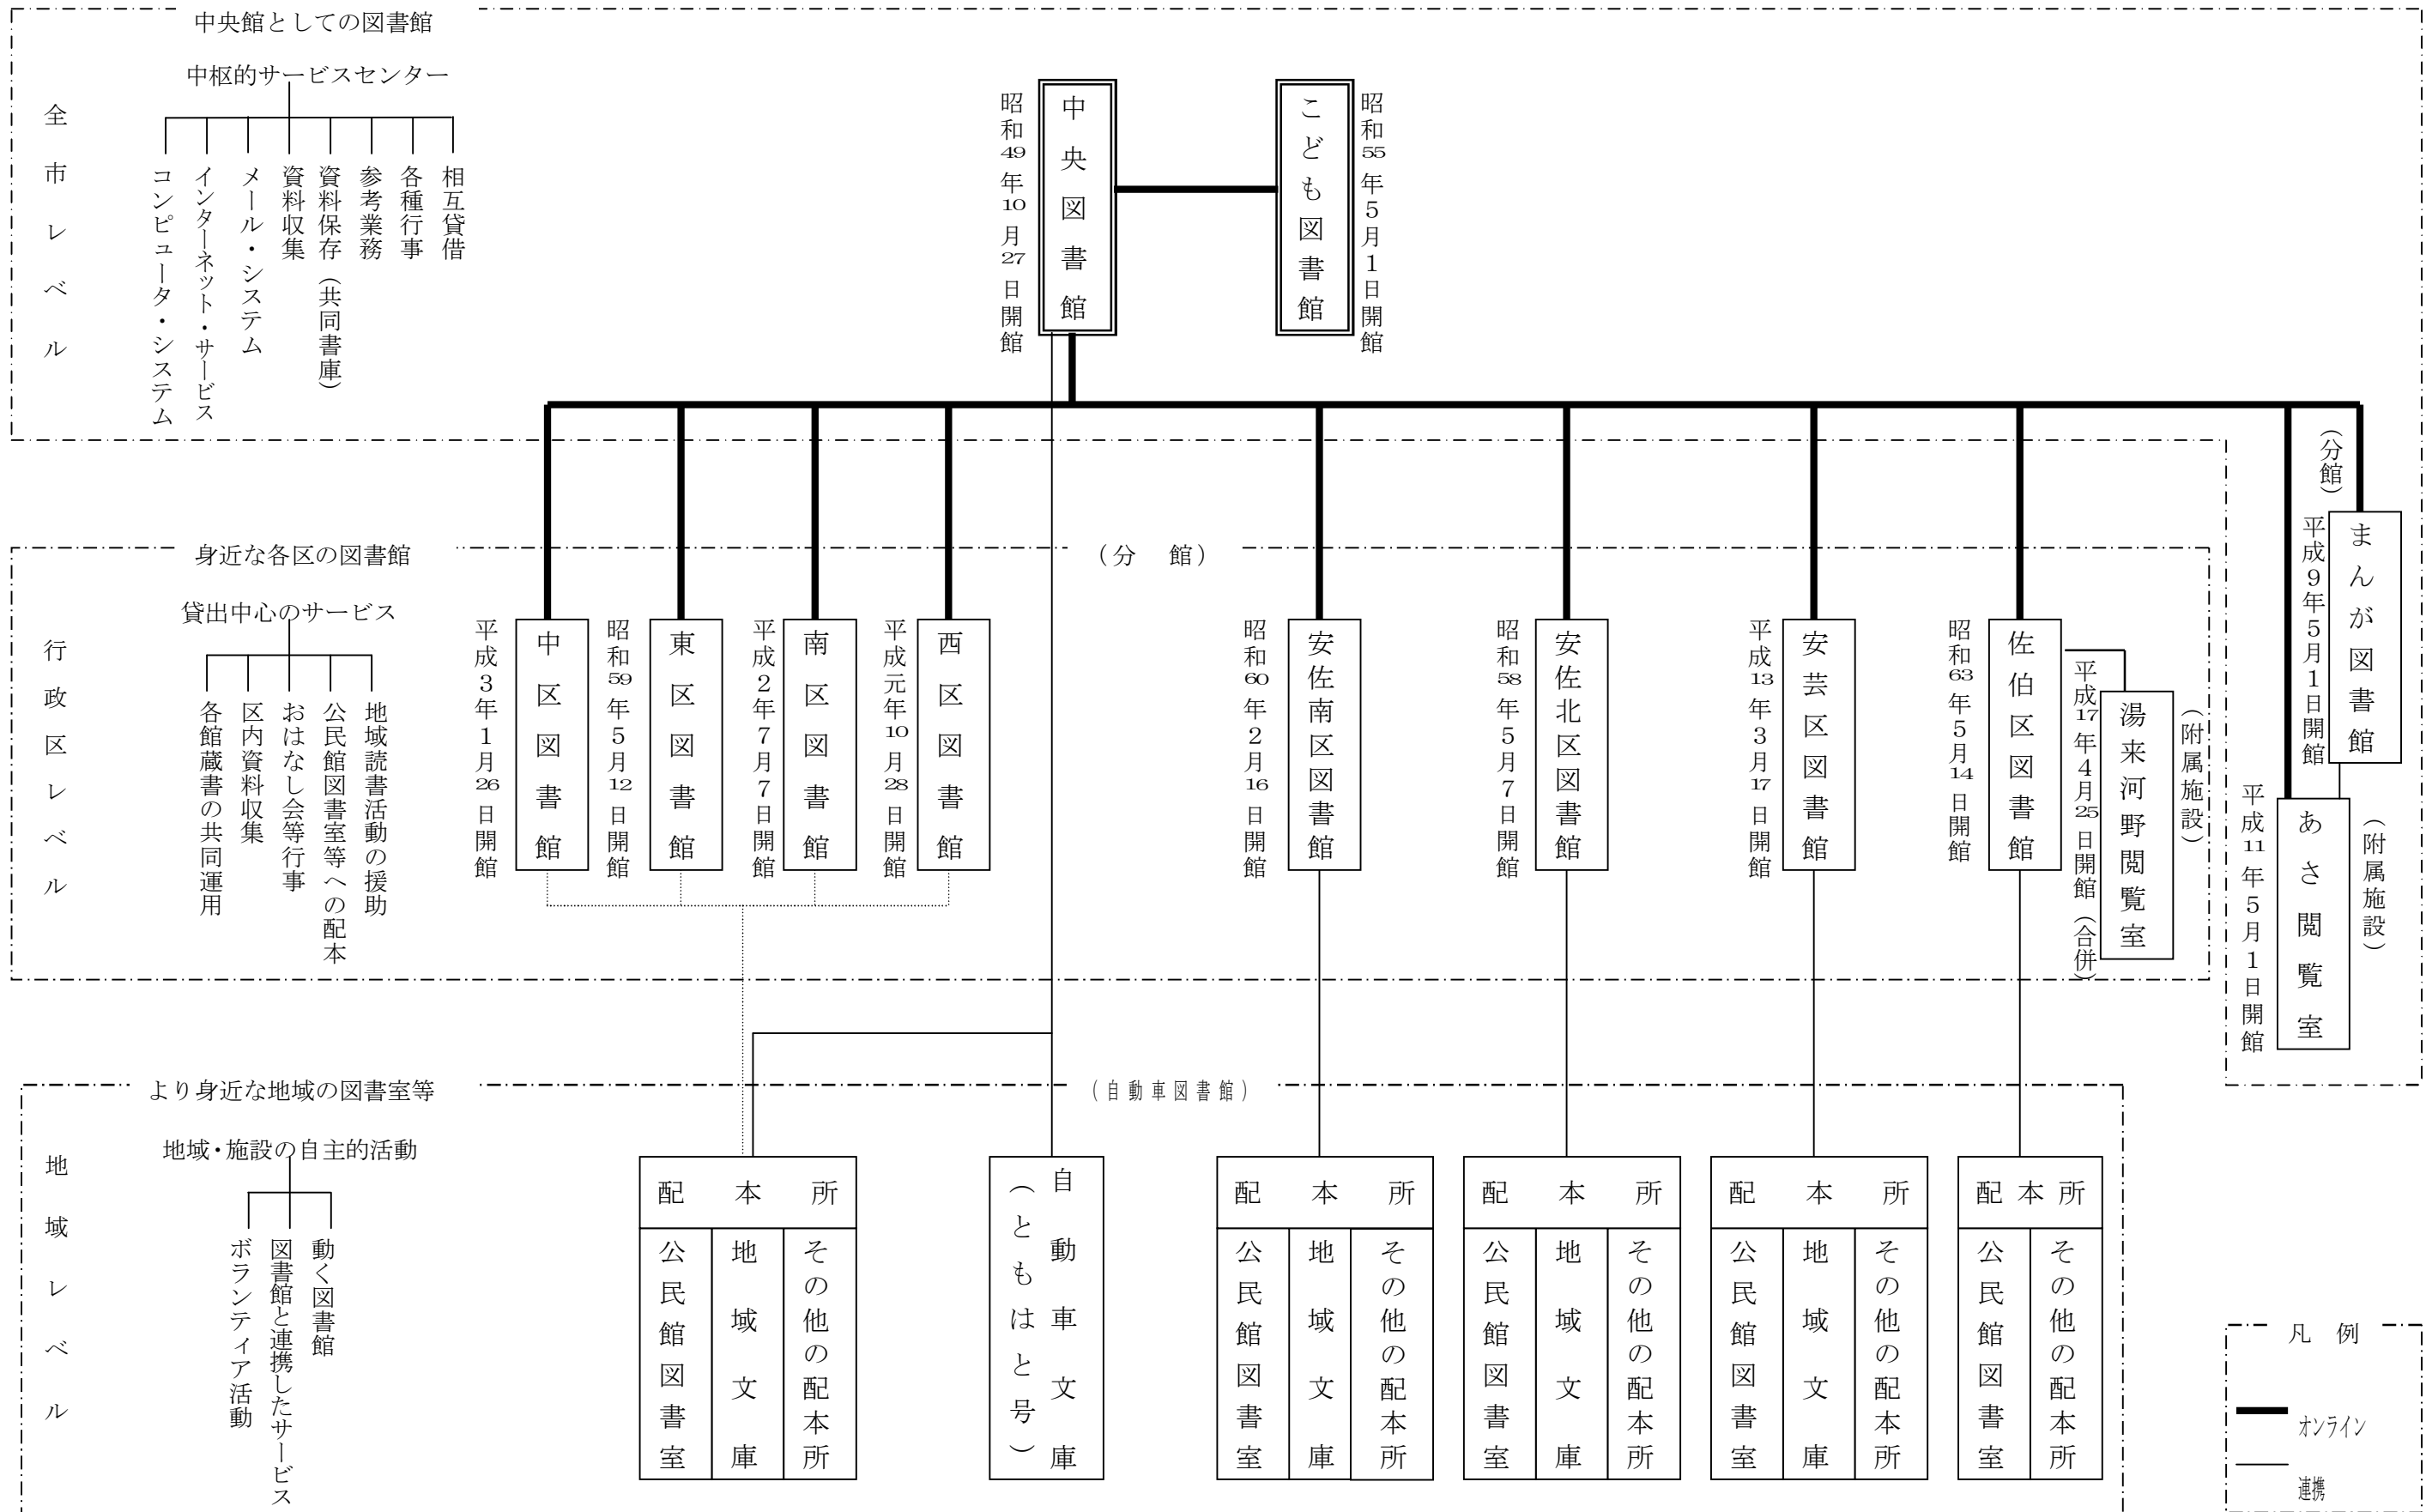 中央館としての図書館
中枢的サービスセンター
全市レベル
コンピュータ・システム
インターネット・サービス
メール・システム
資料収集
資料保存（共同書庫）
参考業務
各種行事
相互貸借
昭和49年10月27日開館
中央図書館
こども図書館
昭和55年5月1日開館
（分館）
平成9年5月1日開館
まんが図書館
平成11年5月1日開館
あさ閲覧室
（附属施設）
身近な各区の図書館
（分　館）
貸出中心のサービス
行政区レベル
各館蔵書の共同運用
区内資料収集
おはなし会等行事
公民館図書室等への配本
地域読書活動の援助
平成3年1月26日開館
中区図書館
昭和59年5月12日開館
東区図書館
平成2年7月7日開館
南区図書館
平成元年10月28日開館
西区図書館
昭和60年2月16日開館
安佐南区図書館
昭和58年5月7日開館
安佐北区図書館
平成13年3月17日開館
安芸区図書館
昭和63年5月14日開館
佐伯区図書館
平成17年4月25日開館（合併）
湯来河野閲覧室
（附属施設）
より身近な地域の図書室等
（自動車図書館）
地域・施設の自主的活動
地域レベル
ボランティア活動
図書館と連携したサービス
動く図書館
配本所
公民館図書室
地域文庫
その他の配本所
自動車文庫
（ともはと号）
配本所
公民館図書室
地域文庫
その他の配本所
配本所
公民館図書室
地域文庫
その他の配本所
配本所
公民館図書室
地域文庫
その他の配本所
配本所
公民館図書室
その他の配本所
凡　例
オンライン
連携